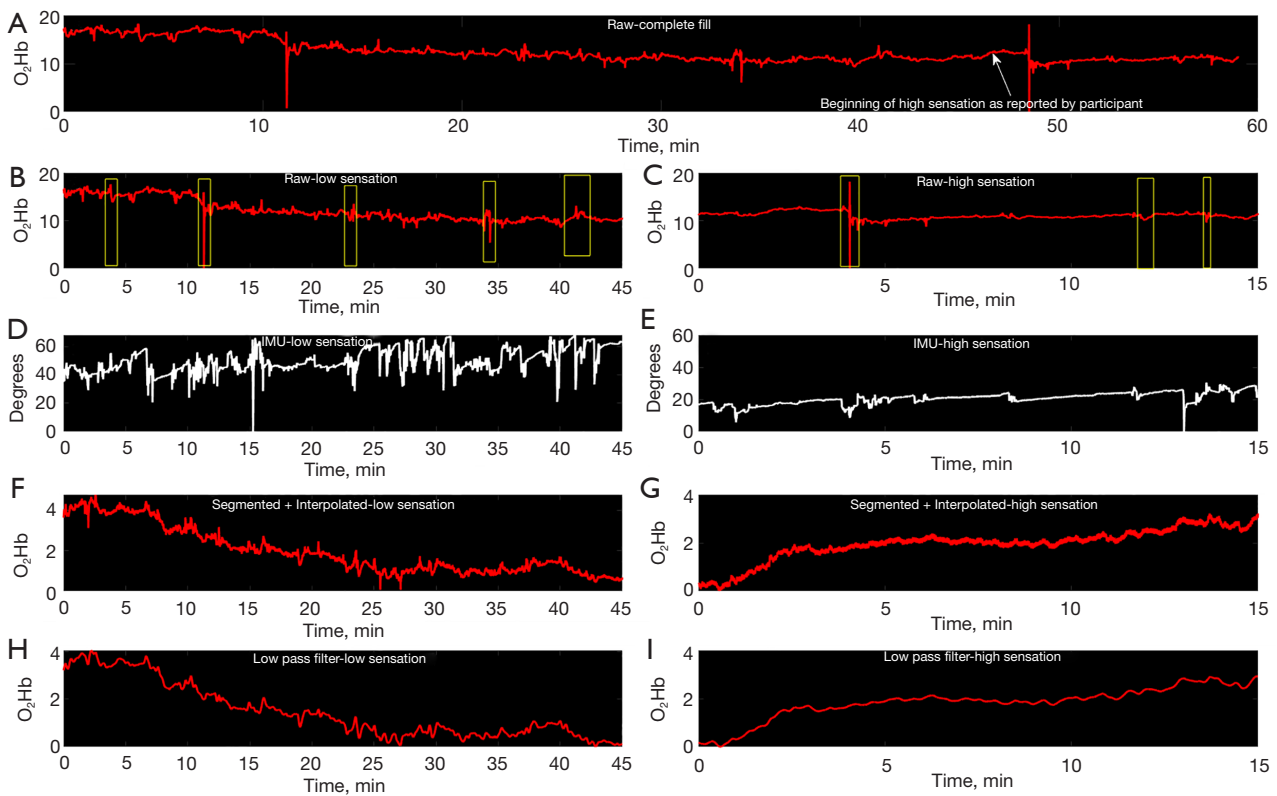 A
Raw-complete fill
O₂Hb
20
10
0
Beginning of high sensation as reported by participant
0 10 20 30 40 50 60
Time, min
B
Raw-low sensation
O₂Hb
20
10
0
0 5 10 15 20 25 30 35 40 45
Time, min
C
Raw-high sensation
O₂Hb
20
10
0
0 5 10 15
Time, min
D
IMU-low sensation
Degrees
60
40
20
0
0 5 10 15 20 25 30 35 40 45
Time, min
E
IMU-high sensation
Degrees
60
40
20
0
0 5 10 15
Time, min
F
Segmented + Interpolated-low sensation
O₂Hb
4
2
0
0 5 10 15 20 25 30 35 40 45
Time, min
G
Segmented + Interpolated-high sensation
O₂Hb
4
2
0
0 5 10 15
Time, min
H
Low pass filter-low sensation
O₂Hb
4
2
0
0 5 10 15 20 25 30 35 40 45
Time, min
I
Low pass filter-high sensation
O₂Hb
4
2
0
0 5 10 15
Time, min